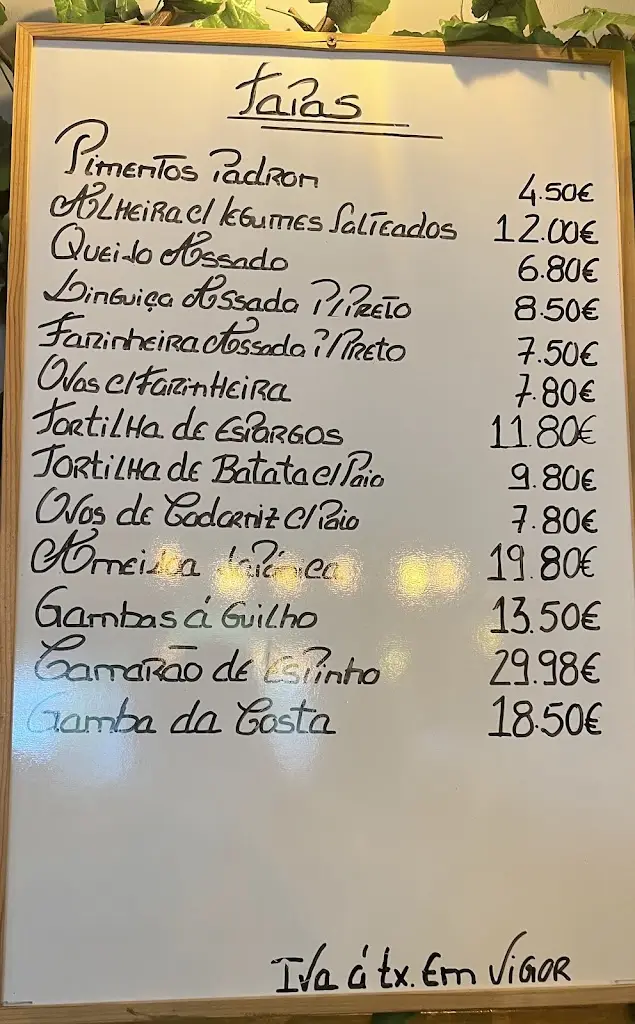 Tapas
Pimentos Padron 4.50€
Alheira c/ legumes Salteados 12.00€
Queijo Assado 6.80€
Linguiça Assada P/Preto 8.50€
Farinheira Assada P/Preto 7.50€
Ovos c/ Farinheira 7.80€
Tortilha de Espargos 11.80€
Tortilha de Batata c/ Paio 9.80€
Ovos de Codorniz c/ Paio 7.80€
Ameijoa Japónica 19.80€
Gambas á Guilho 13.50€
Camarão de Espinho 29.98€
Gamba da Costa 18.50€
Iva á tx. Em Vigor